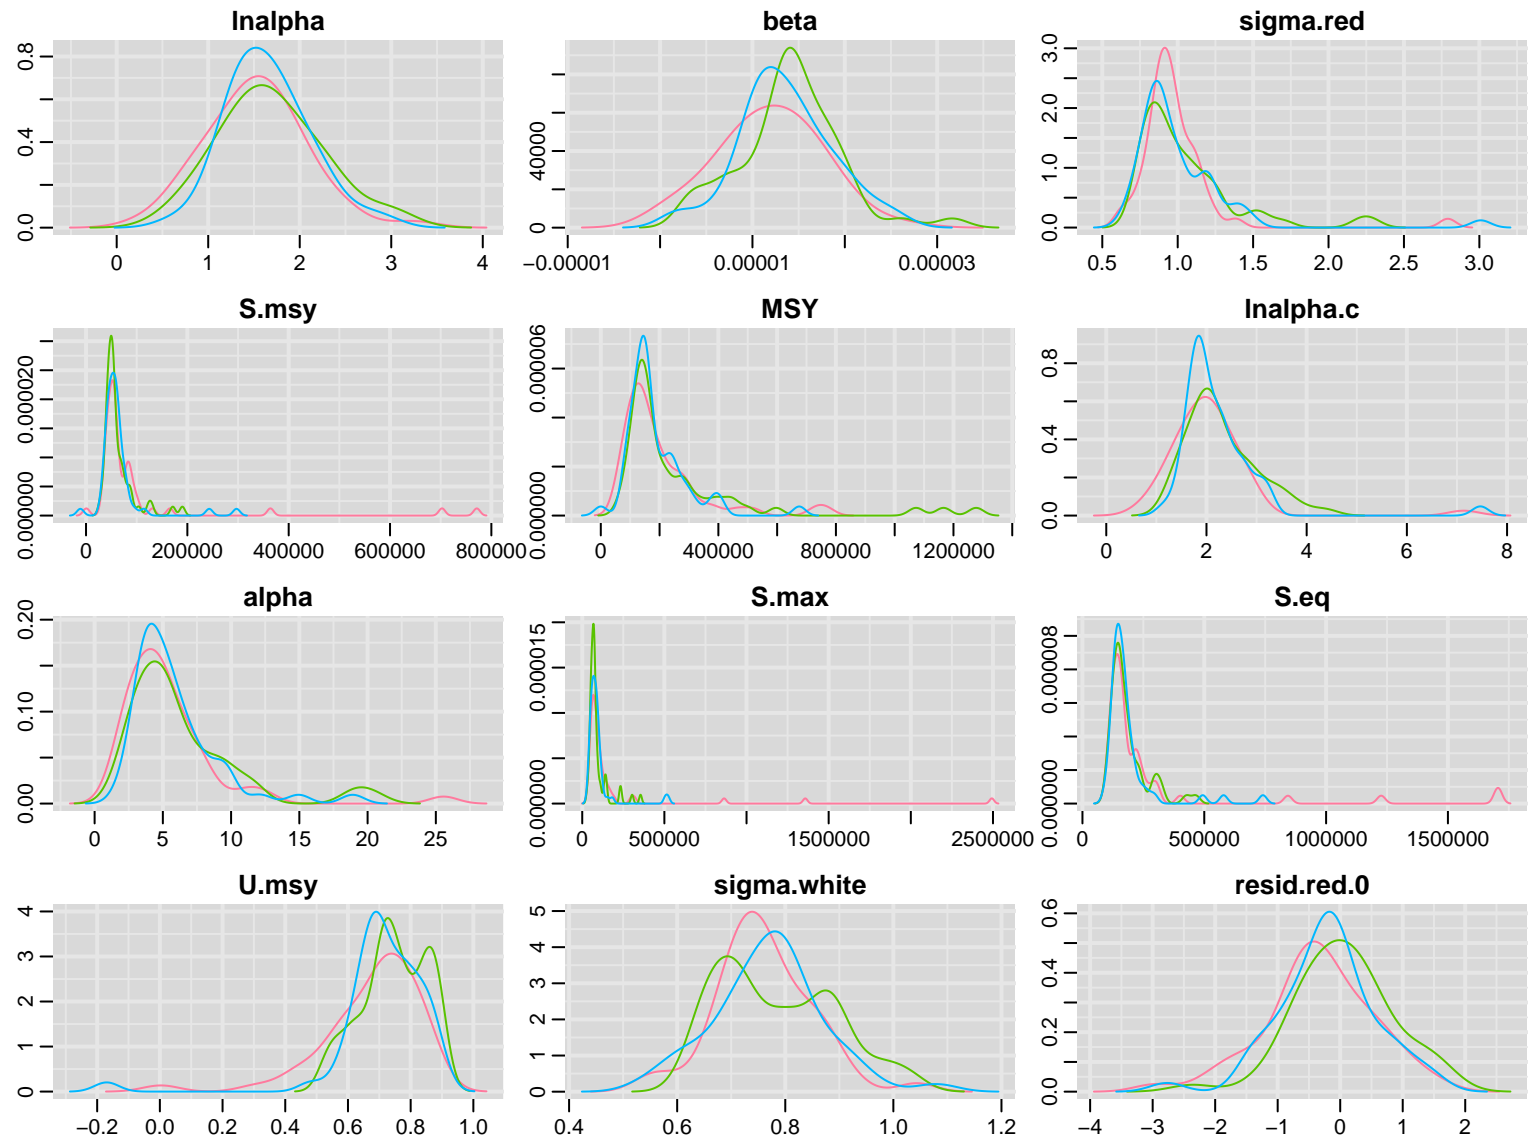 lnalpha
0.0 0.4 0.8
0 1 2 3 4
beta
0 40000
−0.00001 0.00001 0.00003
sigma.red
0.0 1.0 2.0 3.0
0.5 1.0 1.5 2.0 2.5 3.0
S.msy
0.000000 0.000020
0 200000 400000 600000 800000
MSY
0.000000 0.000006
0 400000 800000 1200000
lnalpha.c
0.0 0.4 0.8
0 2 4 6 8
alpha
0.00 0.10 0.20
0 5 10 15 20 25
S.max
0.000000 0.000015
0 500000 1500000 2500000
S.eq
0.000000 0.000008
0 500000 1000000 1500000
U.msy
0 1 2 3 4
−0.2 0.0 0.2 0.4 0.6 0.8 1.0
sigma.white
0 1 2 3 4 5
0.4 0.6 0.8 1.0 1.2
resid.red.0
0.0 0.2 0.4 0.6
−4 −3 −2 −1 0 1 2